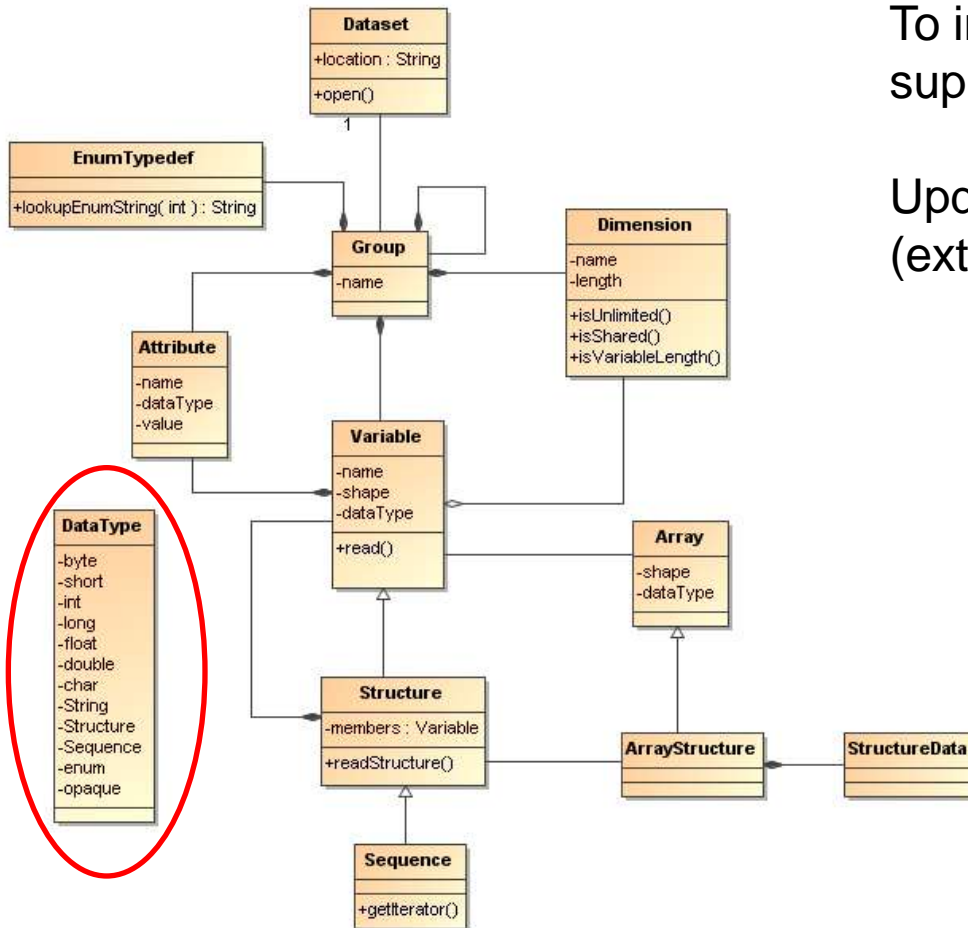 Dataset
+location : String
+open()
1
To i
sup
EnumTypedef
+lookupEnumString( int ) : String
Upd
(ext
Group
-name
Dimension
-name
-length
+isUnlimited()
+isShared()
+isVariableLength()
Attribute
-name
-dataType
-value
Variable
-name
-shape
-dataType
+read()
DataType
-byte
-short
-int
-long
-float
-double
-char
-String
-Structure
-Sequence
-enum
-opaque
Array
-shape
-dataType
Structure
-members : Variable
+readStructure()
ArrayStructure
StructureData
Sequence
+getIterator()